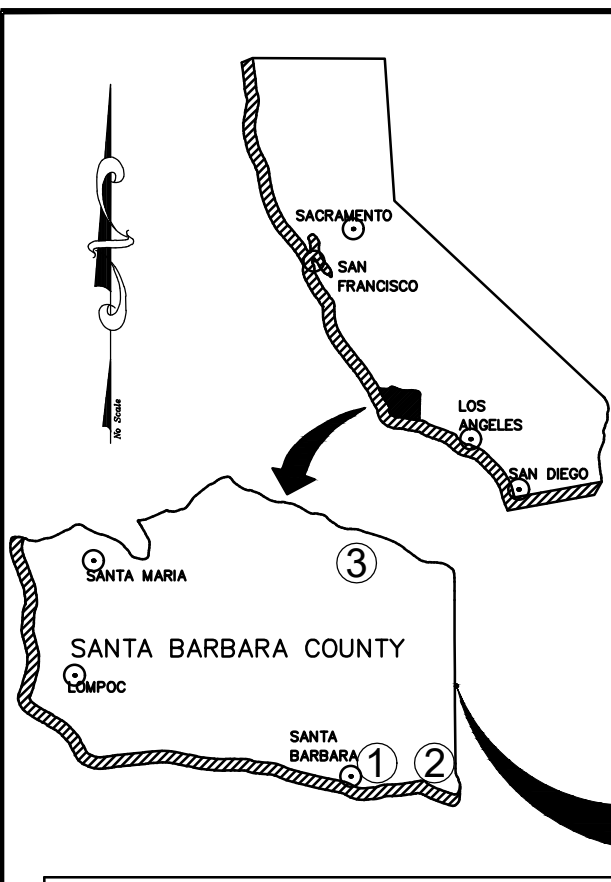 SACRAMENTO
SAN
FRANCISCO
No Scale
LOS
ANGELES
SAN DIEGO
3
SANTA MARIA
SANTA BARBARA COUNTY
LOMPOC
SANTA
BARBARA
1
2